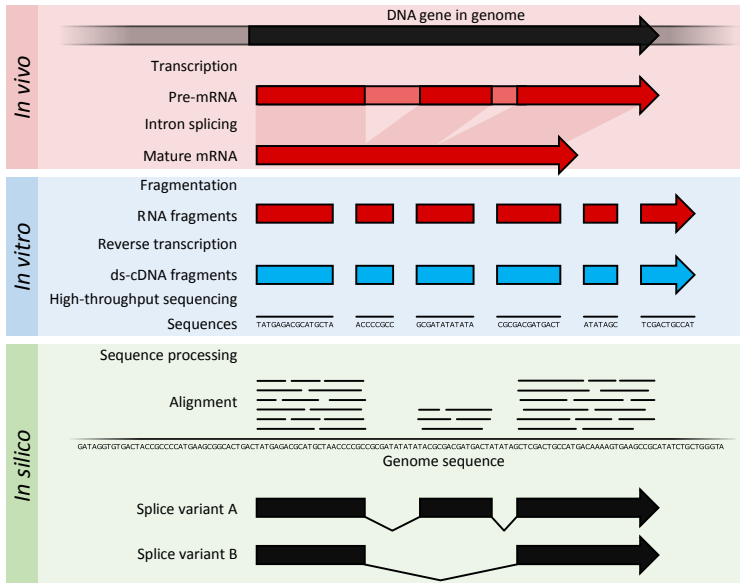 In vivo
DNA gene in genome
Transcription
Pre-mRNA
Intron splicing
Mature mRNA
In vitro
Fragmentation
RNA fragments
Reverse transcription
ds-cDNA fragments
High-throughput sequencing
Sequences
TATGAGACGCATGCTA ACCCCGCC GCGATATATATA CGCGACGATGACT ATATAGC TCGACTGCCAT
In silico
Sequence processing
Alignment
GATAGGTGTGACTACCGCCCCATGAAGCGGCACTGACTATGAGACGCATGCTAACCCCGCCGCGATATATATACGCGACGATGACTATATAGCTCGACTGCCATGACAAAAGTGAAGCCGCATATCTGCTGGGTA
Genome sequence
Splice variant A
Splice variant B